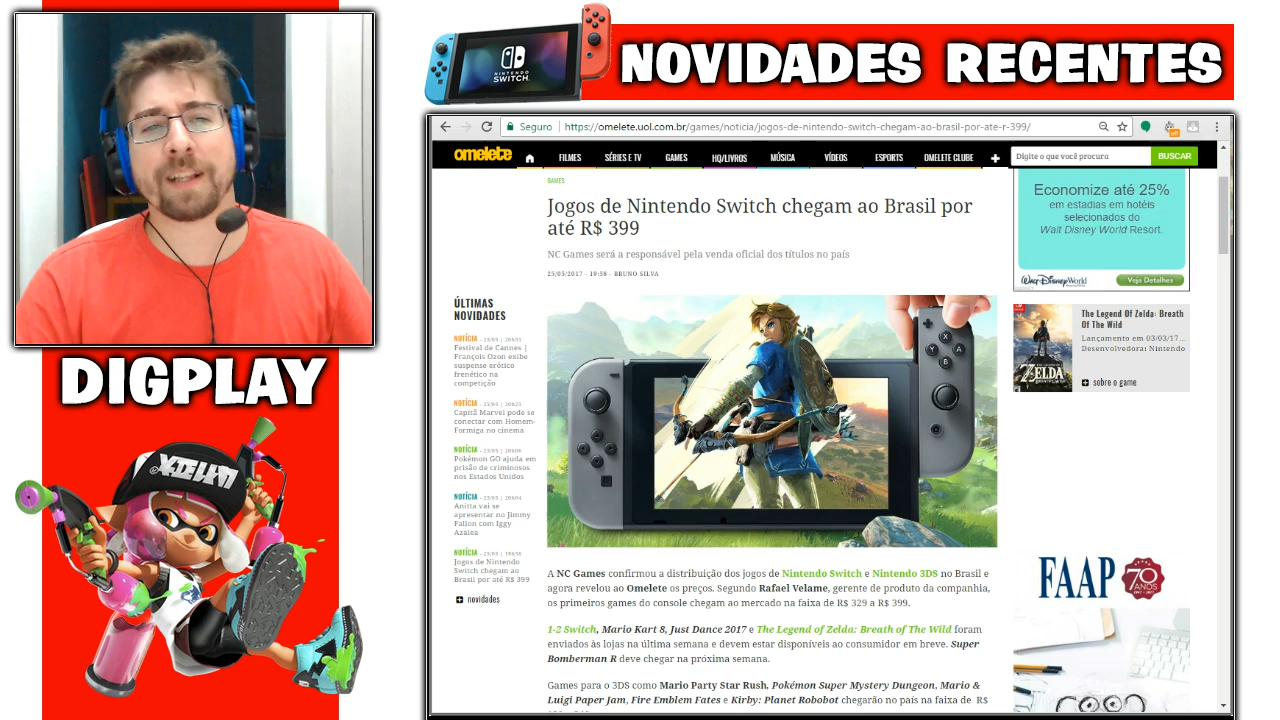 NOVIDADES RECENTES
NINTENDO
SWITCH
DIGPLAY
Seguro
https://omelete.uol.com.br/games/noticia/jogos-de-nintendo-switch-chegam-ao-brasil-por-ate-r-399/
omelete
FILMES
SÉRIES E TV
GAMES
HQ/LIVROS
MÚSICA
VÍDEOS
ESPORTS
OMELETE CLUBE
Digite o que você procura
BUSCAR
GAMES
Jogos de Nintendo Switch chegam ao Brasil por
até R$ 399
NC Games será a responsável pela venda oficial dos títulos no país
25/05/2017 - 19:58 - BRUNO SILVA
ÚLTIMAS
NOVIDADES
NOTÍCIA
Festival de Cannes |
François Ozon exibe
suspense erótico
frenético na
competição
NOTÍCIA
Capitã Marvel pode se
conectar com Homem-
Formiga no cinema
NOTÍCIA
Pokémon GO ajuda em
prisão de criminosos
nos Estados Unidos
NOTÍCIA
Anitta vai se
apresentar no Jimmy
Fallon com Iggy
Azalea
NOTÍCIA
Jogos de Nintendo
Switch chegam ao
Brasil por até R$ 399
novidades
X
Y
A
B
A NC Games confirmou a distribuição dos jogos de Nintendo Switch e Nintendo 3DS no Brasil e
agora revelou ao Omelete os preços. Segundo Rafael Velame, gerente de produto da companhia,
os primeiros games do console chegam ao mercado na faixa de R$ 329 a R$ 399.
1-2 Switch, Mario Kart 8, Just Dance 2017 e The Legend of Zelda: Breath of The Wild foram
enviados às lojas na última semana e devem estar disponíveis ao consumidor em breve. Super
Bomberman R deve chegar na próxima semana.
Games para o 3DS como Mario Party Star Rush, Pokémon Super Mystery Dungeon, Mario &
Luigi Paper Jam, Fire Emblem Fates e Kirby: Planet Robobot chegarão no país na faixa de R$
Economize até 25%
em estadias em hotéis
selecionados do
Walt Disney World Resort.
Walt Disney World
Veja Detalhes
ZELDA
The Legend Of Zelda: Breath
Of The Wild
Lançamento em 03/03/17...
Desenvolvedora: Nintendo
sobre o game
FAAP
70
ANOS